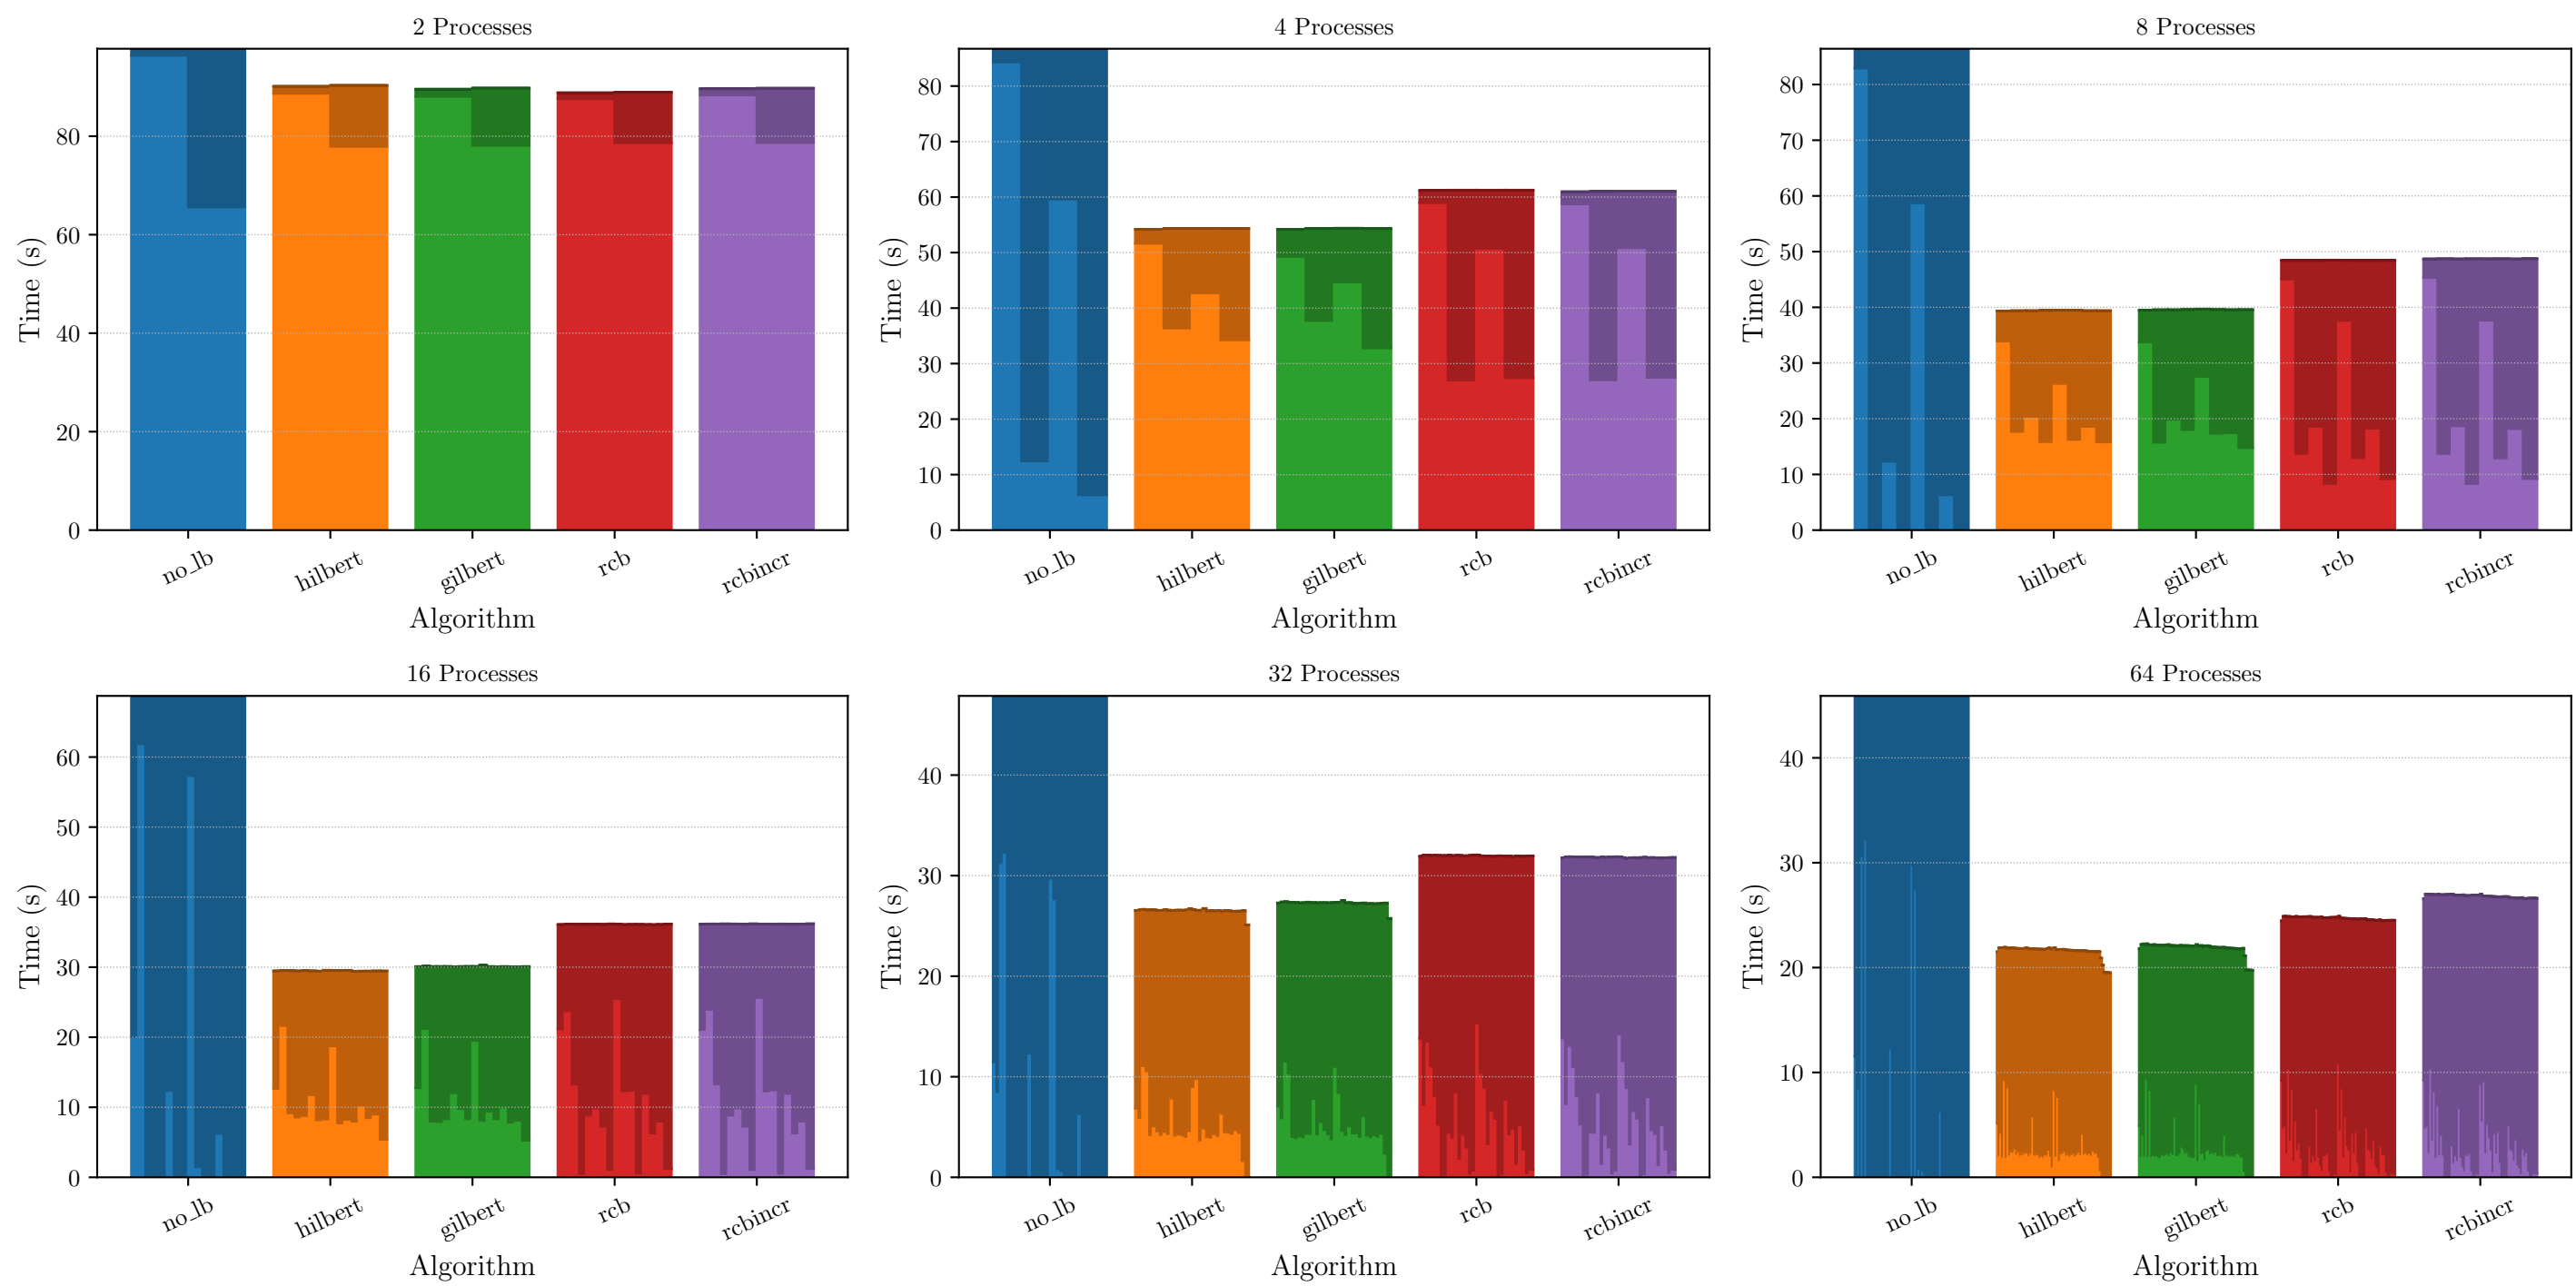 2 Processes
80
60
40
20
0
Time (s)
no_lb
hilbert
gilbert
rcb
rcbincr
Algorithm
4 Processes
80
70
60
50
40
30
20
10
0
Time (s)
no_lb
hilbert
gilbert
rcb
rcbincr
Algorithm
8 Processes
80
70
60
50
40
30
20
10
0
Time (s)
no_lb
hilbert
gilbert
rcb
rcbincr
Algorithm
16 Processes
60
50
40
30
20
10
0
Time (s)
no_lb
hilbert
gilbert
rcb
rcbincr
Algorithm
32 Processes
40
30
20
10
0
Time (s)
no_lb
hilbert
gilbert
rcb
rcbincr
Algorithm
64 Processes
40
30
20
10
0
Time (s)
no_lb
hilbert
gilbert
rcb
rcbincr
Algorithm